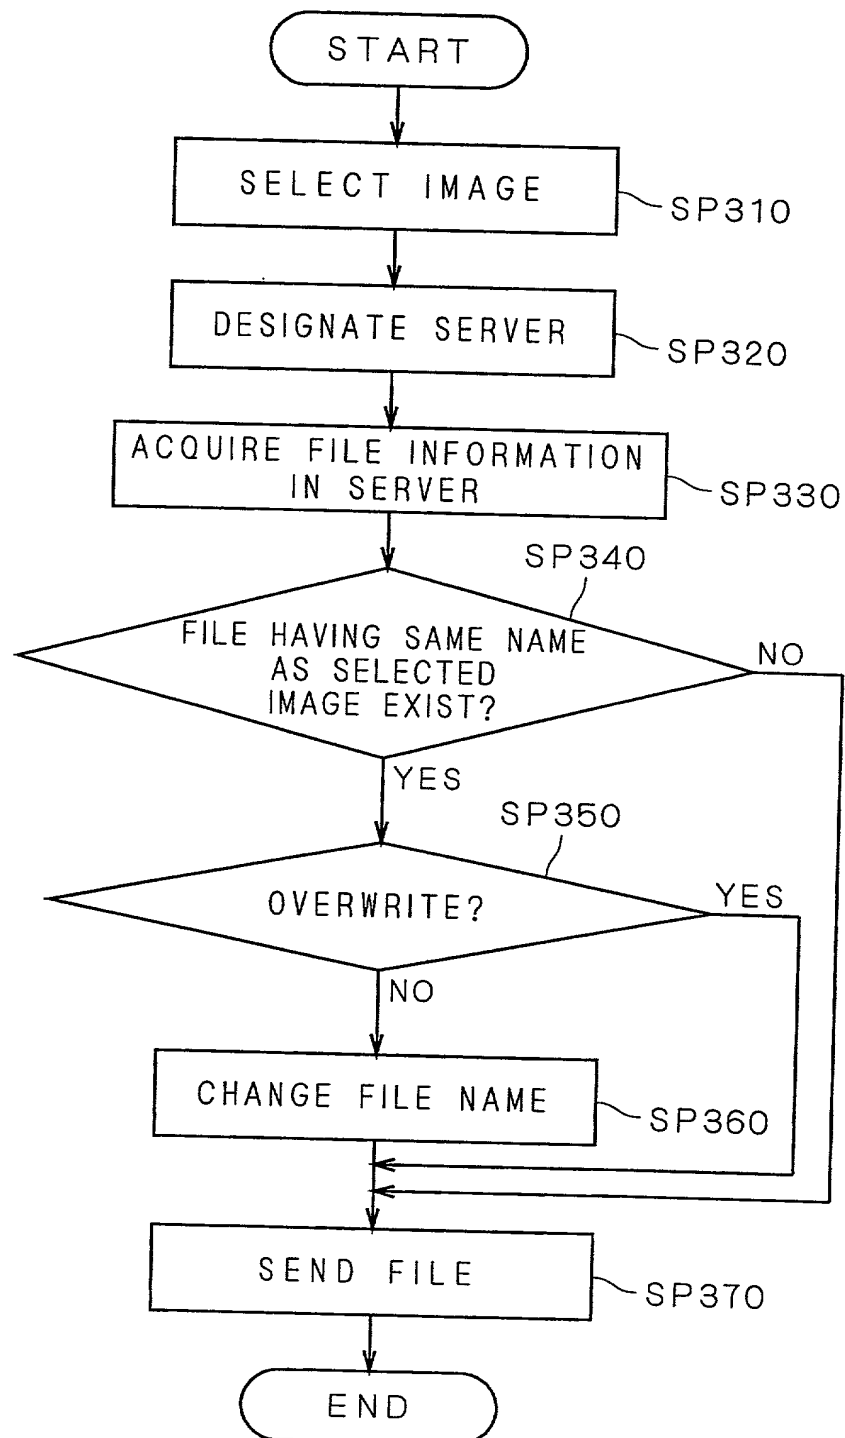 START
SELECT IMAGE
SP310
DESIGNATE SERVER
SP320
ACQUIRE FILE INFORMATION
IN SERVER
SP330
SP340
FILE HAVING SAME NAME
AS SELECTED
IMAGE EXIST?
NO
YES
SP350
OVERWRITE?
YES
NO
CHANGE FILE NAME
SP360
SEND FILE
SP370
END